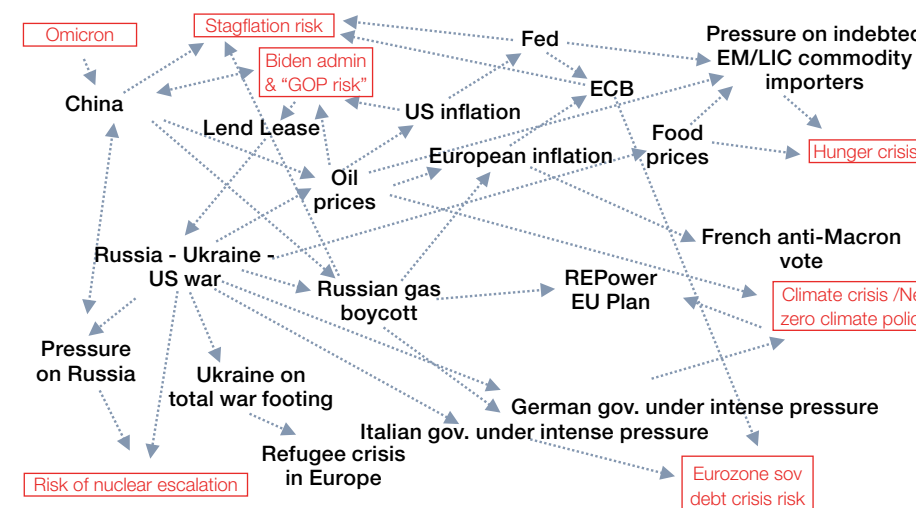 Omicron
Stagflation risk
Fed
Pressure on indebted
EM/LIC commodity
importers
Biden admin
& “GOP risk”
China
ECB
US inflation
Lend Lease
Food
prices
European inflation
Hunger crisis
Oil
prices
French anti-Macron
vote
Russia - Ukraine -
US war
Russian gas
boycott
REPower
EU Plan
Climate crisis /Ne
zero climate polic
Pressure
on Russia
Ukraine on
total war footing
German gov. under intense pressure
Italian gov. under intense pressure
Refugee crisis
in Europe
Risk of nuclear escalation
Eurozone sov
debt crisis risk